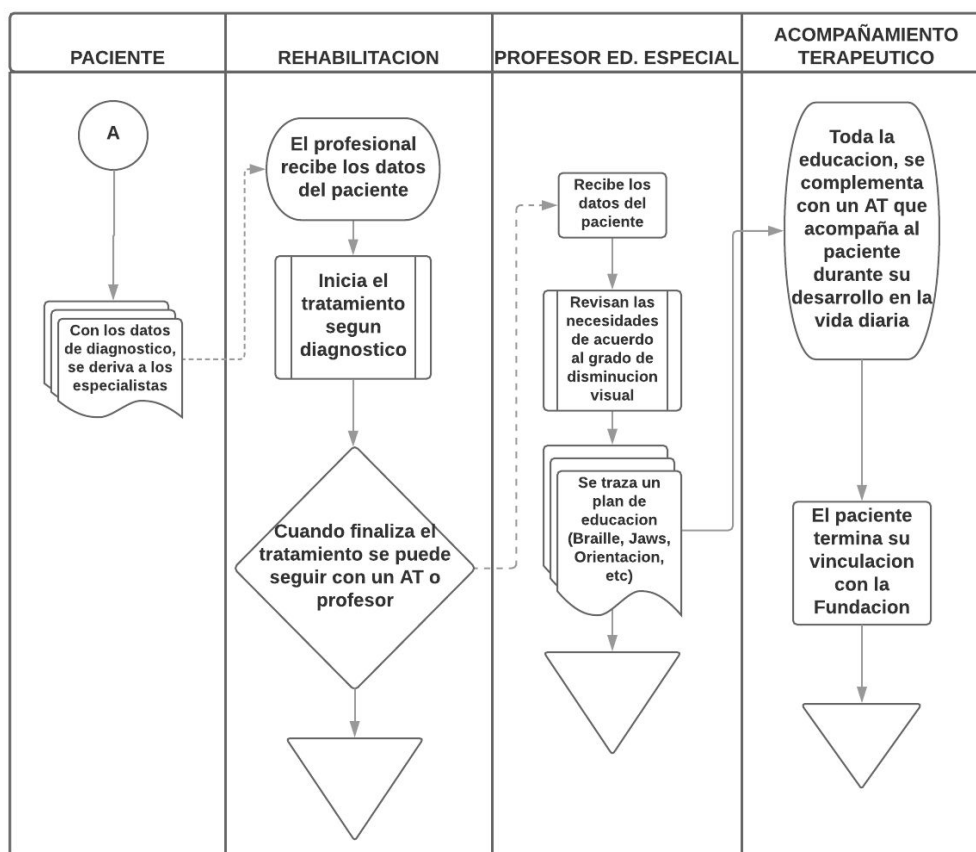 PACIENTE
REHABILITACION
PROFESOR ED. ESPECIAL
ACOMPAÑAMIENTO
TERAPEUTICO
A
Con los datos
de diagnostico,
se deriva a los
especialistas
El profesional
recibe los datos
del paciente
Inicia el
tratamiento
segun
diagnostico
Cuando finaliza el
tratamiento se puede
seguir con un AT o
profesor
Recibe los
datos del
paciente
Revisan las
necesidades
de acuerdo
al grado de
disminucion
visual
Se traza un
plan de
educacion
(Braille, Jaws,
Orientacion,
etc)
Toda la
educacion, se
complementa
con un AT que
acompaña al
paciente
durante su
desarrollo en la
vida diaria
El paciente
termina su
vinculacion
con la
Fundacion